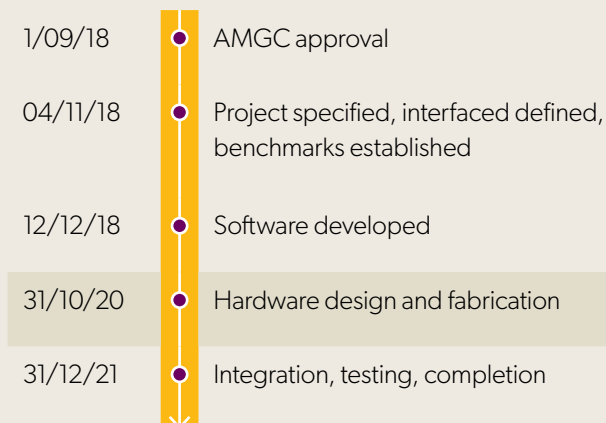 1/09/18 AMGC approval
04/11/18 Project specified, interfaced defined,
benchmarks established
12/12/18 Software developed
31/10/20 Hardware design and fabrication
31/12/21 Integration, testing, completion